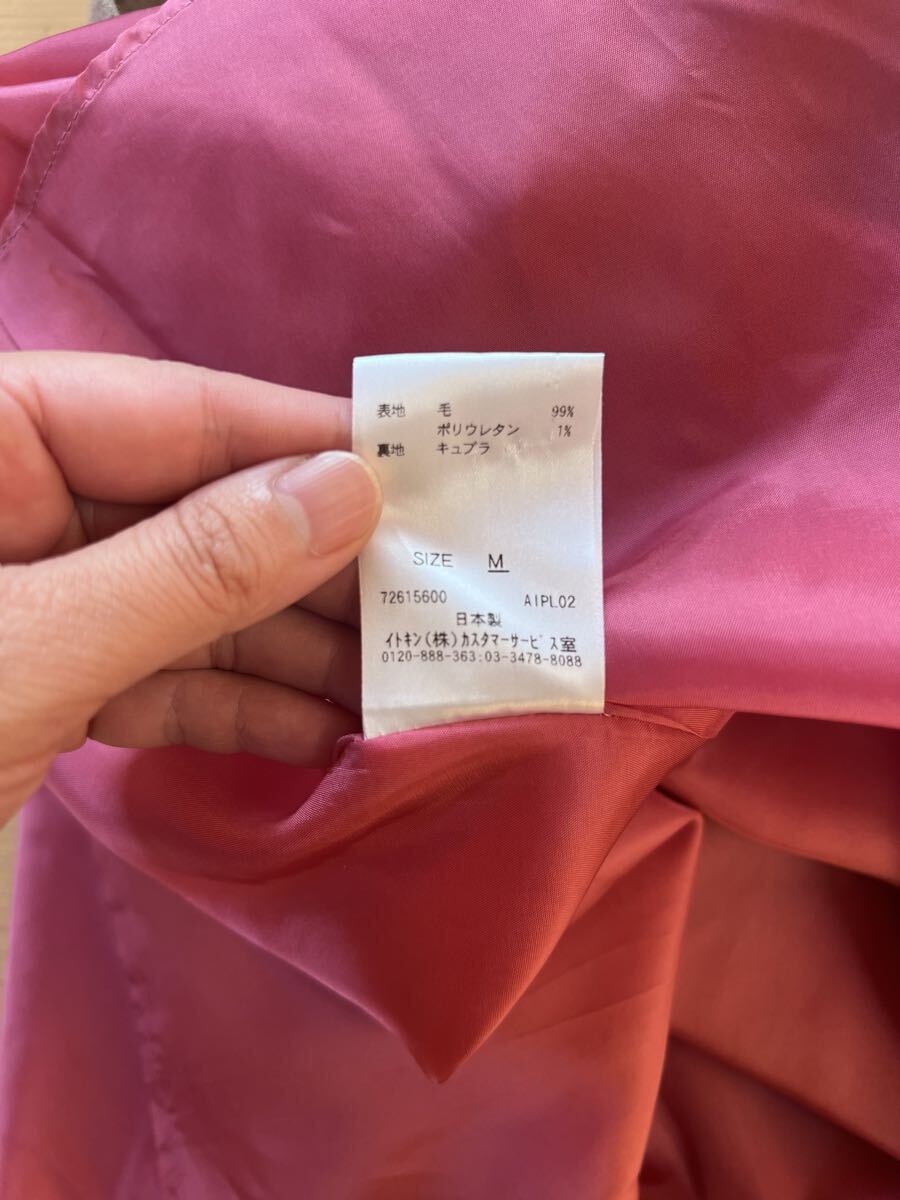 表地 毛 99%
ポリウレタン 1%
裏地 キュプラ
SIZE M
72615600 AIPL02
日本製
イトキン(株)カスタマーサービス室
0120-888-363:03-3478-8088